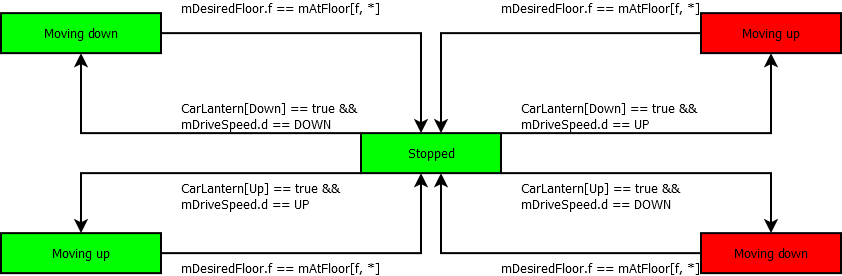 mDesiredFloor.f == mAtFloor[f, *]
mDesiredFloor.f == mAtFloor[f, *]
Moving down
Moving up
CarLantern[Down] == true &&
mDriveSpeed.d == DOWN
CarLantern[Down] == true &&
mDriveSpeed.d == UP
Stopped
CarLantern[Up] == true &&
mDriveSpeed.d == UP
CarLantern[Up] == true &&
mDriveSpeed.d == DOWN
Moving up
Moving down
mDesiredFloor.f == mAtFloor[f, *]
mDesiredFloor.f == mAtFloor[f, *]